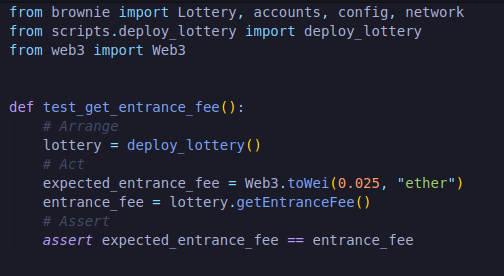 from brownie import Lottery, accounts, config, network
from scripts.deploy_lottery import deploy_lottery
from web3 import Web3
def test_get_entrance_fee():
# Arrange
lottery = deploy_lottery()
# Act
expected_entrance_fee = Web3.toWei(0.025, "ether")
entrance_fee = lottery.getEntranceFee()
# Assert
assert expected_entrance_fee == entrance_fee